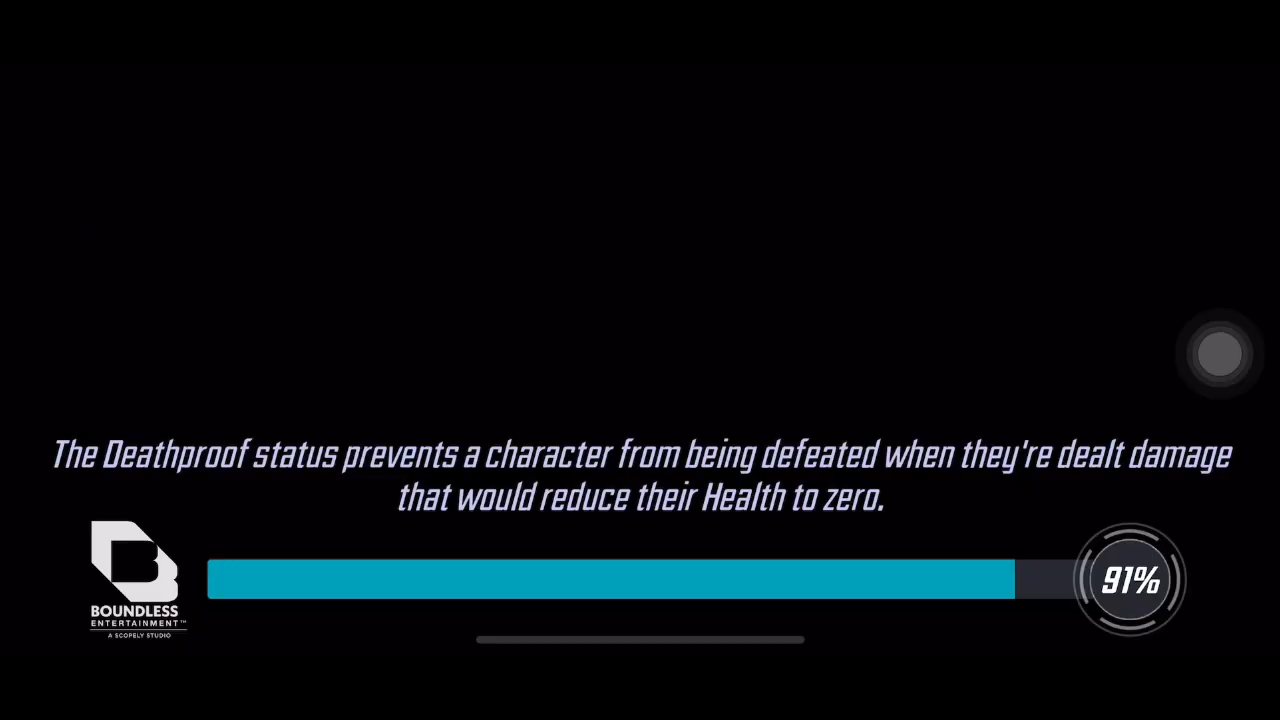 The Deathproof status prevents a character from being defeated when they're dealt damage
that would reduce their Health to zero.
91%
BOUNDLESS
ENTERTAINMENT™
A SCOPELY STUDIO